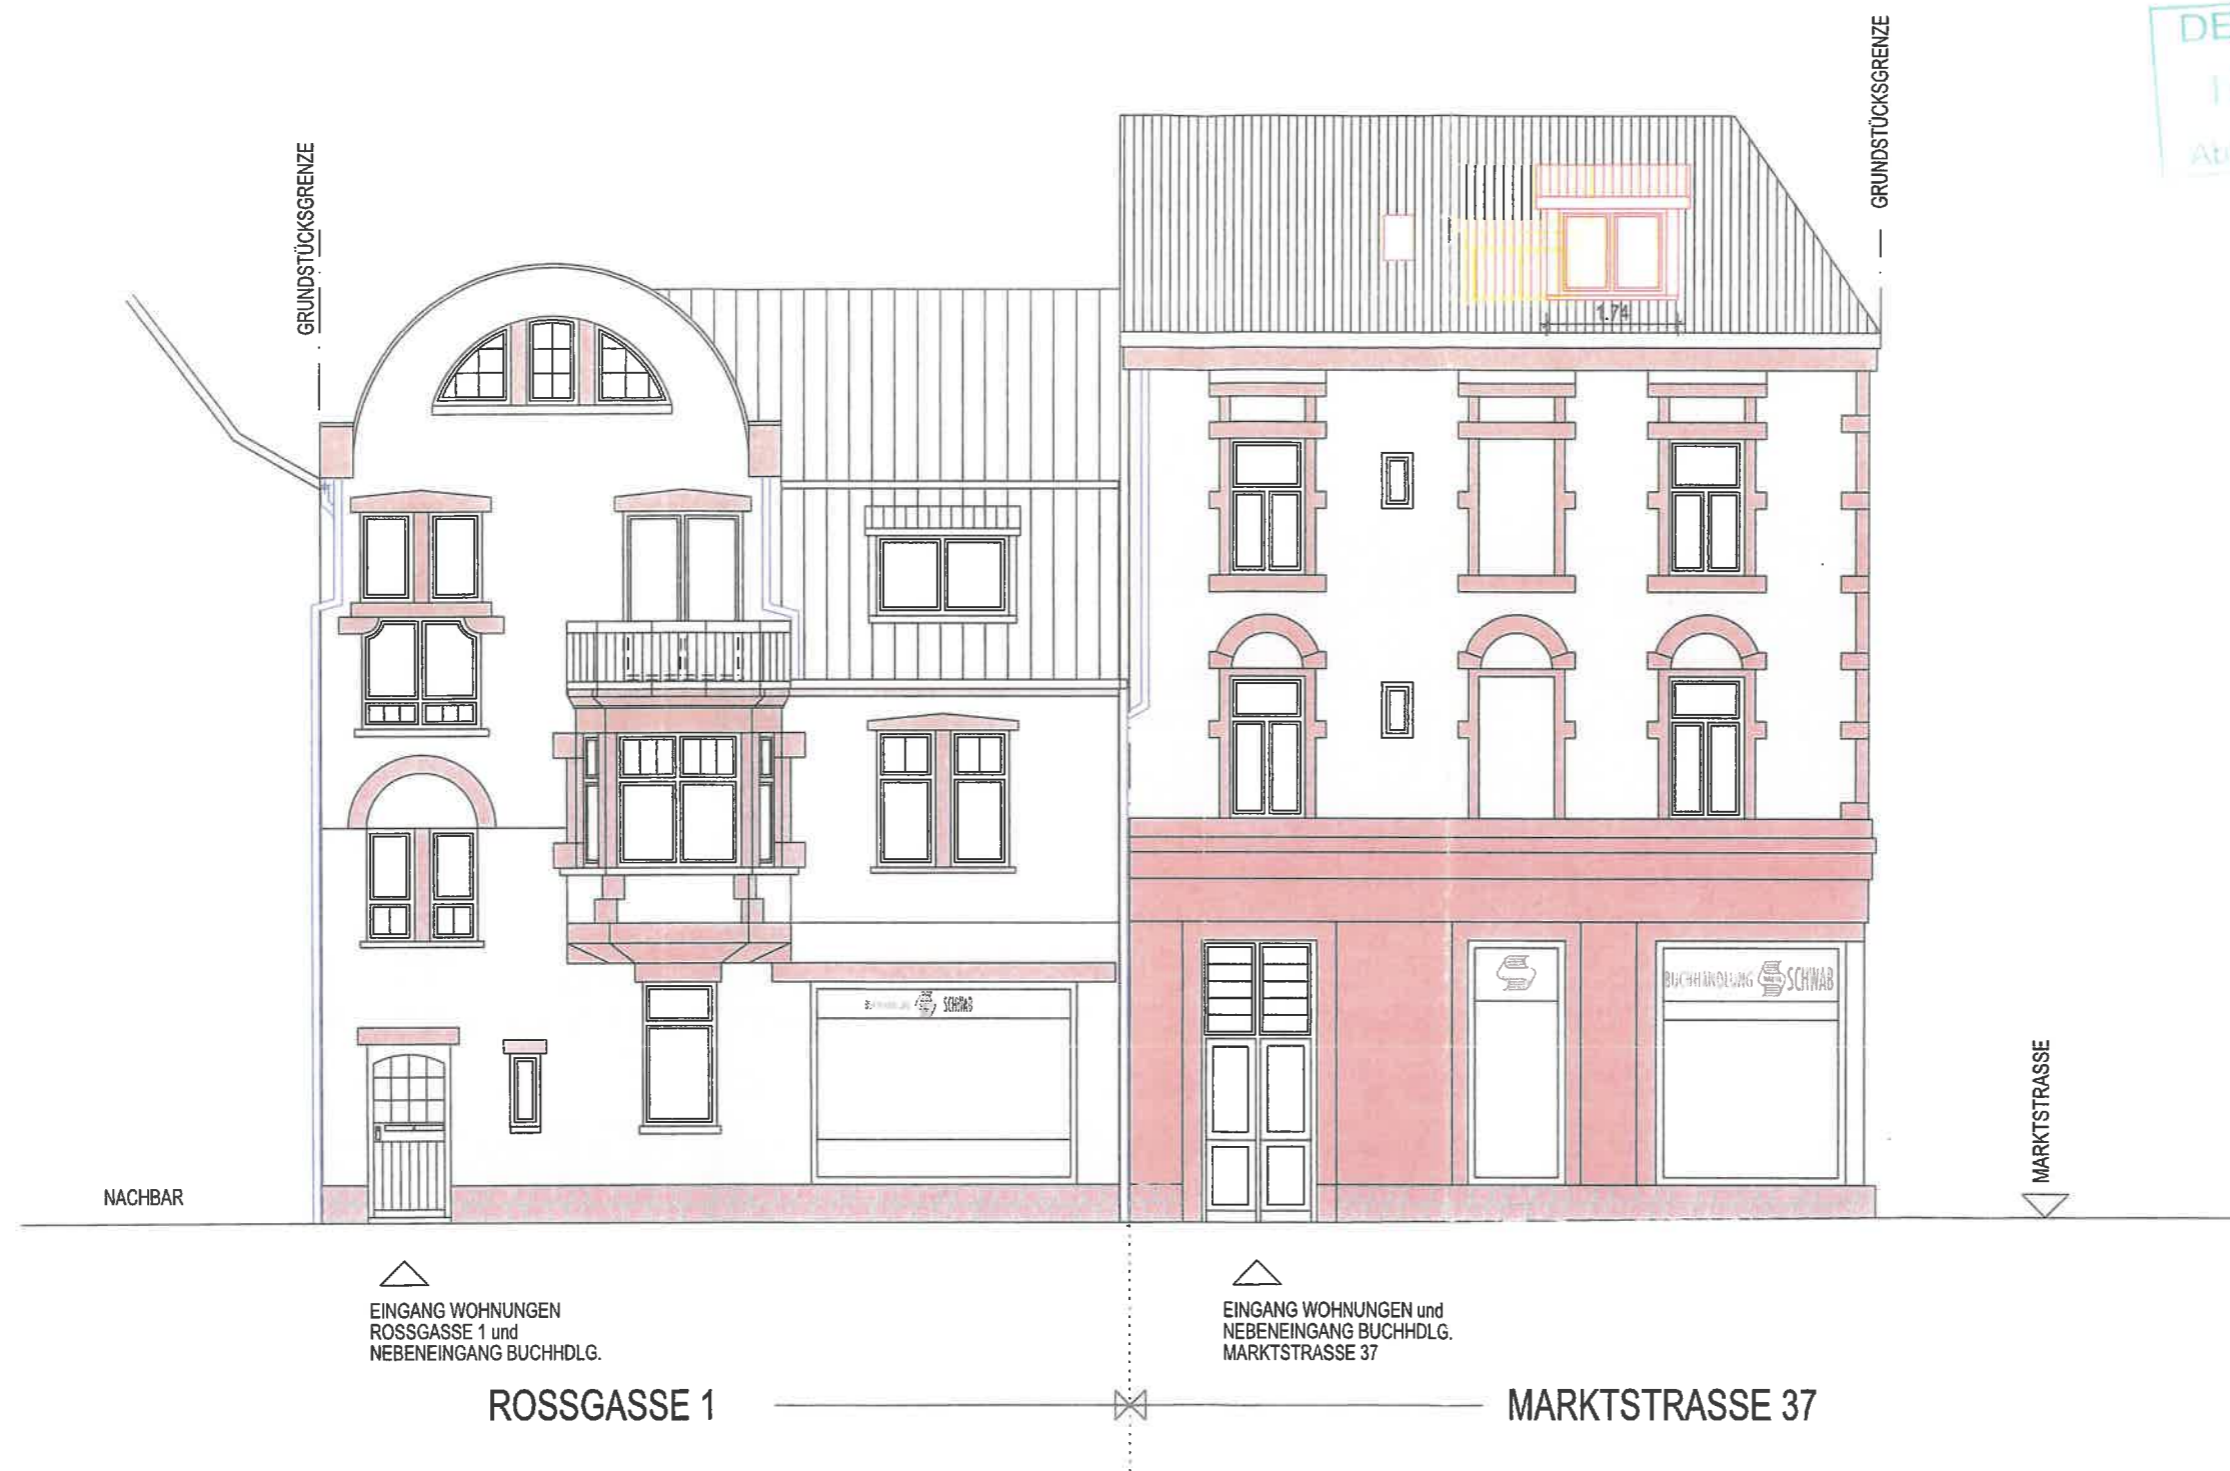 GRUNDSTÜCKSGRENZE
GRUNDSTÜCKSGRENZE
DE
1.74
SCHWAB
BUCHHANDLUNG SCHWAB
NACHBAR
MARKTSTRASSE
EINGANG WOHNUNGEN
ROSSGASSE 1 und
NEBENEINGANG BUCHHDLG.
EINGANG WOHNUNGEN und
NEBENEINGANG BUCHHDLG.
MARKTSTRASSE 37
ROSSGASSE 1
MARKTSTRASSE 37